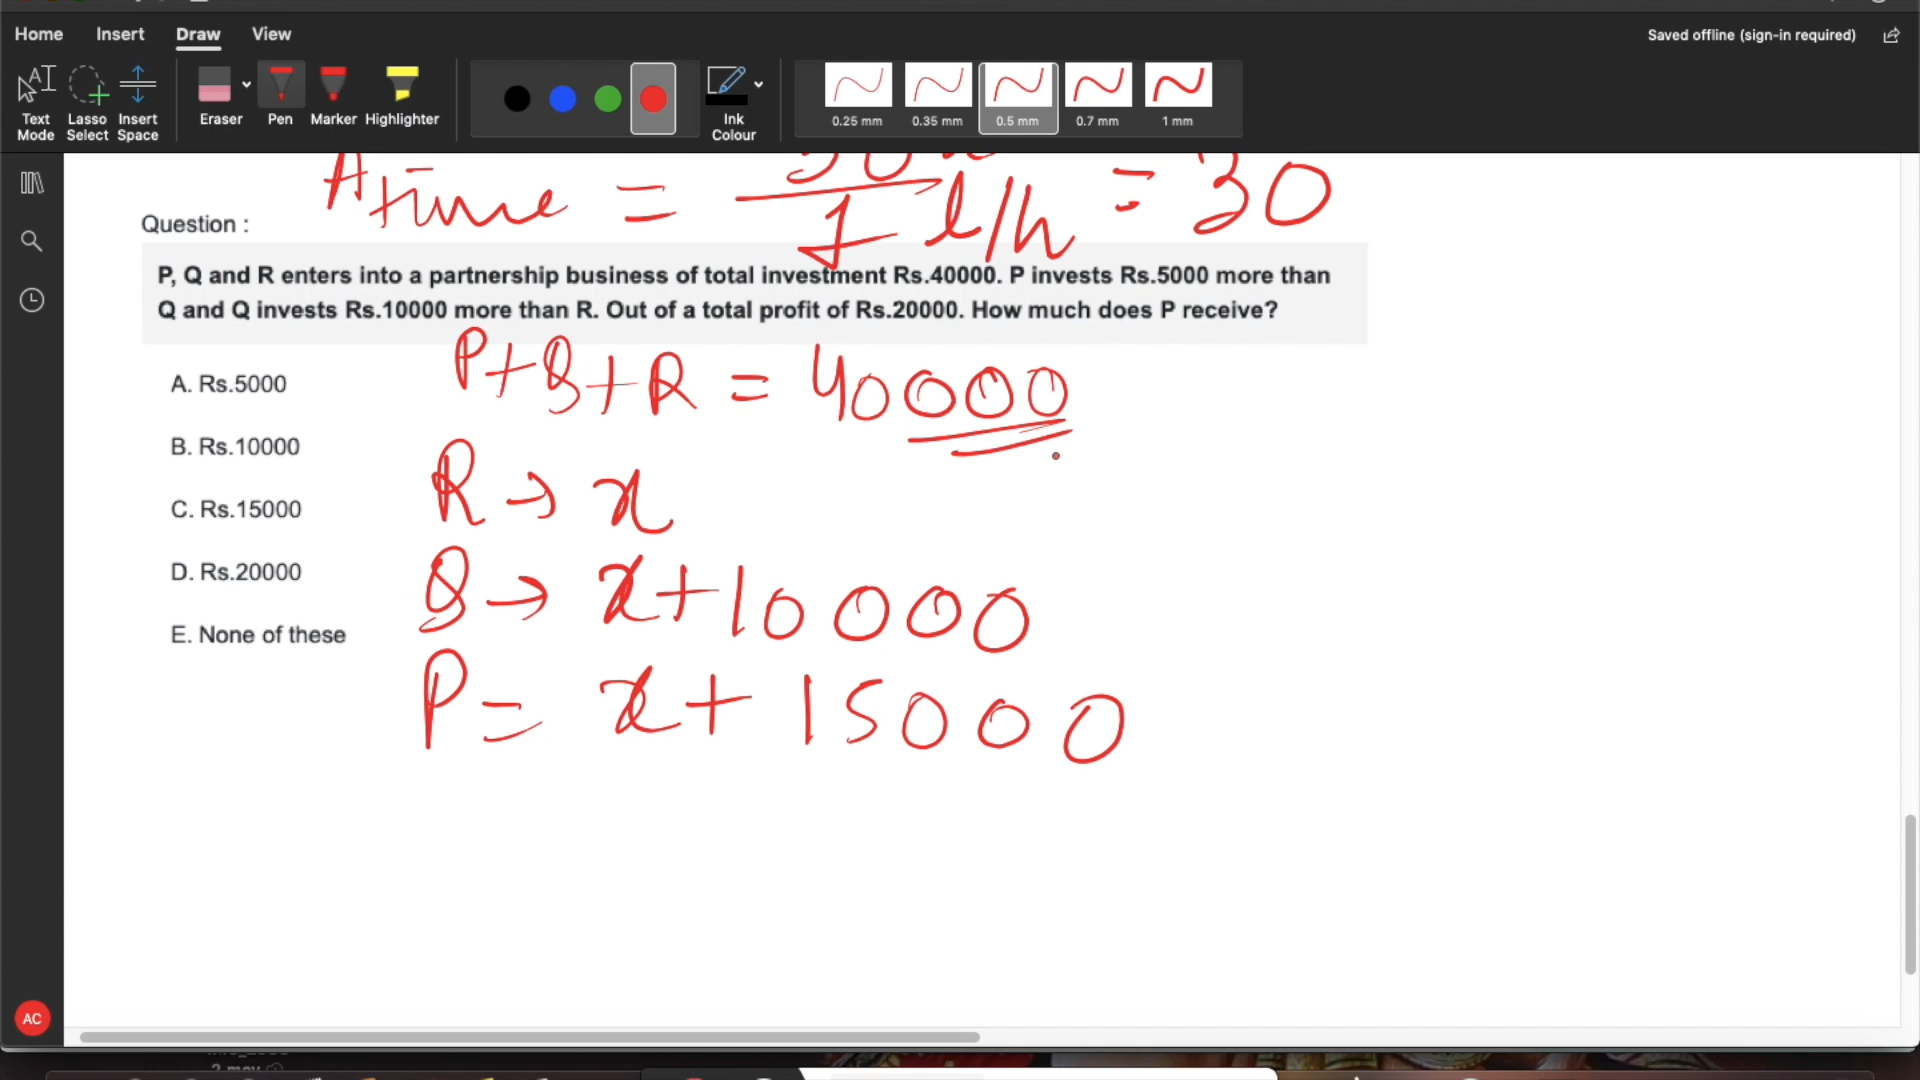 Home Insert Draw View
Saved offline (sign-in required)
Text Mode
Lasso Select
Insert Space
Eraser
Pen
Marker
Highlighter
Ink Colour
0.25 mm
0.35 mm
0.5 mm
0.7 mm
1 mm
A time = 30 / 1 l/h = 30
Question :
P, Q and R enters into a partnership business of total investment Rs.40000. P invests Rs.5000 more than
Q and Q invests Rs.10000 more than R. Out of a total profit of Rs.20000. How much does P receive?
P+Q+R = 40000
A. Rs.5000
B. Rs.10000
R → x
C. Rs.15000
Q → x+10000
D. Rs.20000
E. None of these
P = x+ 15000
AC